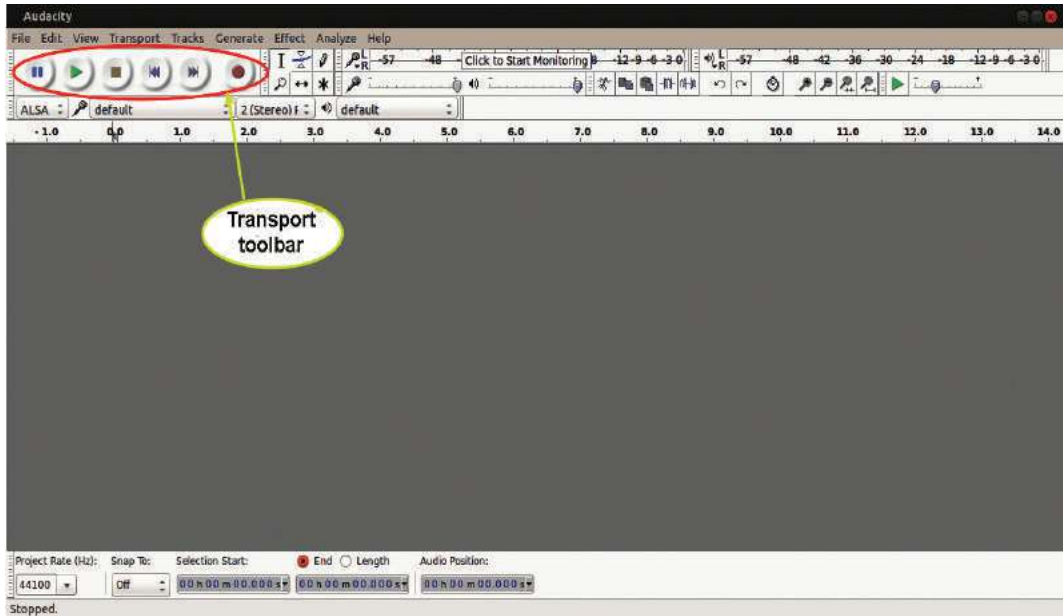 Audacity
File Edit View Transport Tracks Generate Effect Analyze Help
L R -57 -48 -Click to Start Monitoring 8 -12 -9 -6 -3 0 L R -57 -48 -42 -36 -30 -24 -18 -12 -9 -6 -3 0
ALSA default 2 (Stereo) F default
- 1.0 0.0 1.0 2.0 3.0 4.0 5.0 6.0 7.0 8.0 9.0 10.0 11.0 12.0 13.0 14.0
Transport
toolbar
Project Rate (Hz): Snap To: Selection Start: End Length Audio Position:
44100 Off 00 h 00 m 00.000 s 00 h 00 m 00.000 s 00 h 00 m 00.000 s
Stopped.